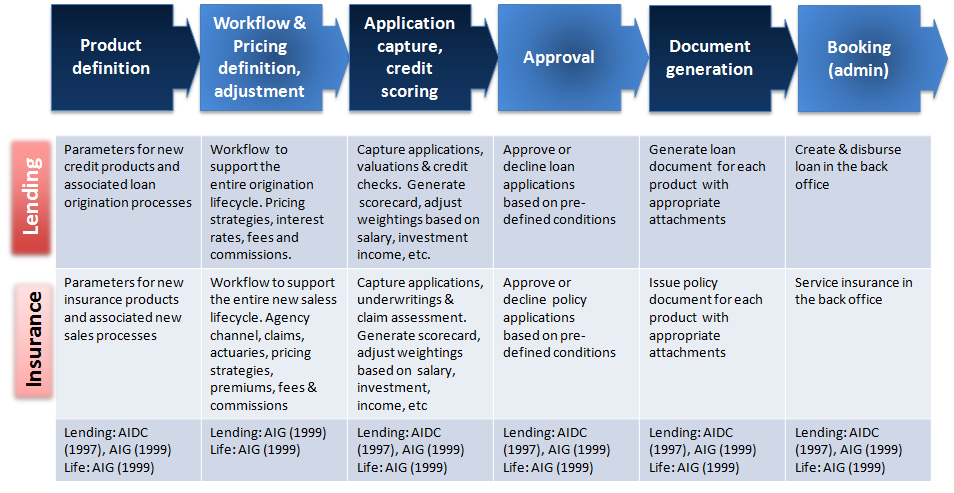 Product
definition
Workflow &
Pricing
definition,
adjustment
Application
capture,
credit
scoring
Approval
Document
generation
Booking
(admin)
Lending
Parameters for new
credit products and
associated loan
origination processes
Workflow to
support the
entire origination
lifecycle. Pricing
strategies, interest
rates, fees and
commissions.
Capture applications,
valuations & credit
checks. Generate
scorecard, adjust
weightings based on
salary, investment
income, etc.
Approve or
decline loan
applications
based on pre-
defined conditions
Generate loan
document for each
product with
appropriate
attachments
Create & disburse
loan in the back
office
Insurance
Parameters for new
insurance products
and associated new
sales processes
Workflow to support
the entire new saless
lifecycle. Agency
channel, claims,
actuaries, pricing
strategies,
premiums, fees &
commissions
Capture applications,
underwritings &
claim assessment.
Generate scorecard,
adjust weightings
based on salary,
investment,
income, etc
Approve or
decline policy
applications
based on pre-
defined conditions
Issue policy
document for each
product with
appropriate
attachments
Service insurance in
the back office
Lending: AIDC
(1997), AIG (1999)
Life: AIG (1999)
Lending: AIG (1999)
Life: AIG (1999)
Lending: AIDC
(1997), AIG (1999)
Life: AIG (1999)
Lending: AIDC
(1997), AIG (1999)
Life: AIG (1999)
Lending: AIDC
(1997), AIG (1999)
Life: AIG (1999)
Lending: AIDC
(1997), AIG (1999)
Life: AIG (1999)